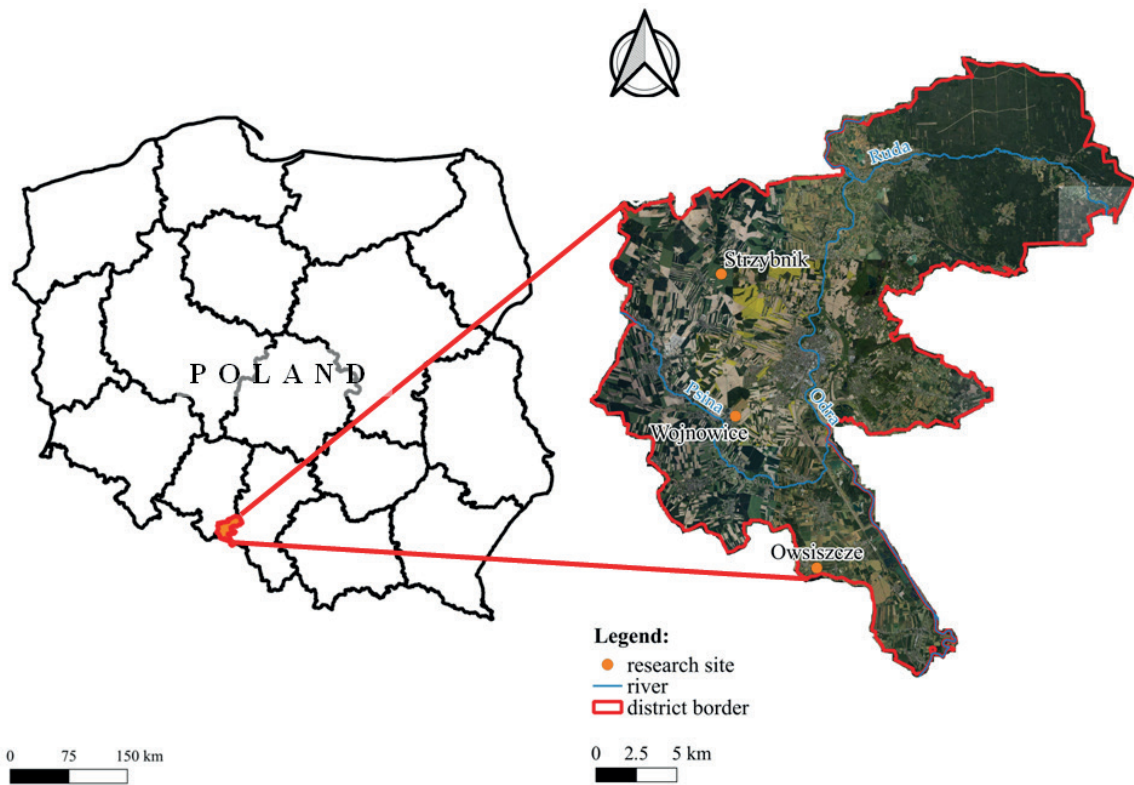 Ruda
Strzybnik
POLAND
Psina
Odra
Wojnowice
Owsiszcze
Legend:
research site
river
district border
0 75 150 km
0 2.5 5 km